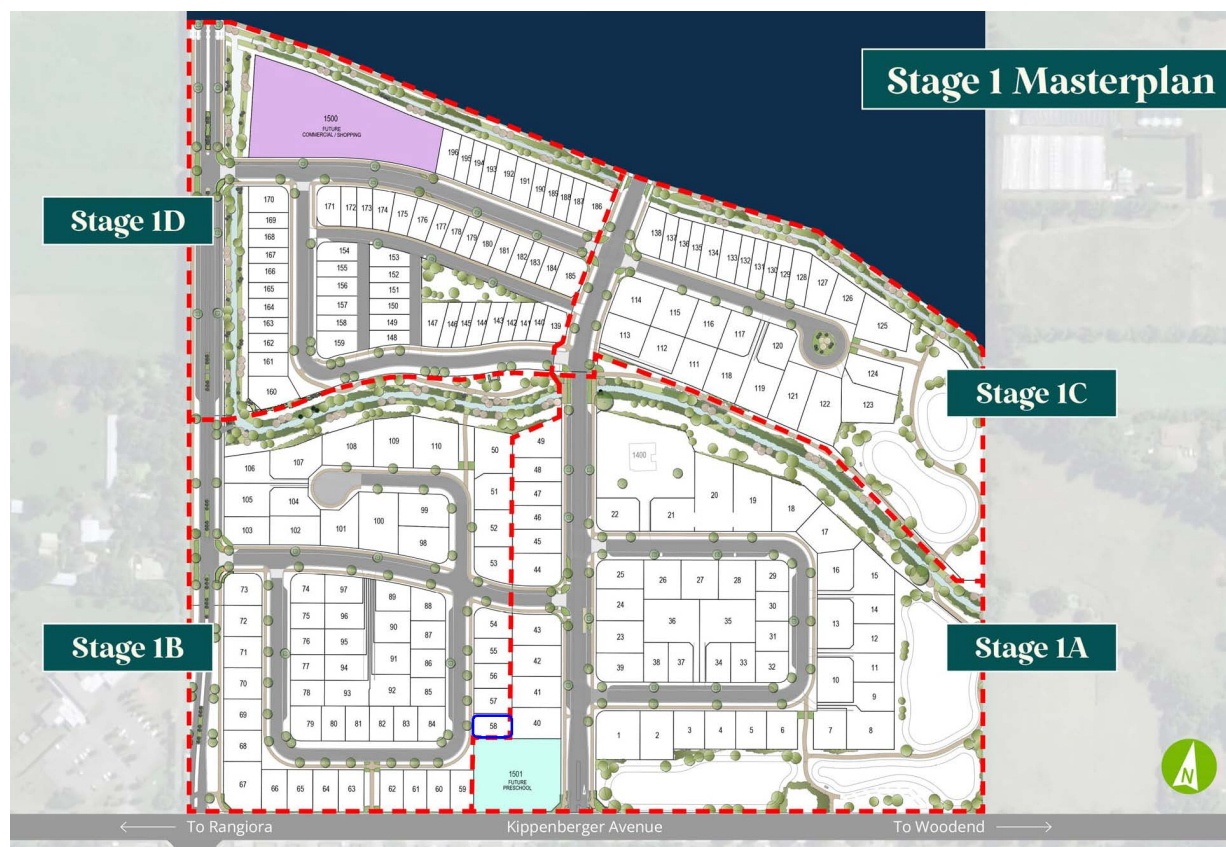 Stage 1 Masterplan
1500
FUTURE
COMMERCIAL / SHOPPING
196 195 194 193 192 191 190 189 188 187 186
Stage 1D
170
169
168
167
166
165
164
163
162
161
160
171 172 173 174 175 176 177 178 179 180 181 182 183 184 185
154
155
156
157
158
159
153
152
151
150
149
148
147 146 145 144 143 142 141 140 139
138 137 136 135 134 133 132 131 130 129 128 127 126 125
114 115 116 117 120
113 112 111 118 119 121 122 123 124
Stage 1C
106 107 108 109 110
105 104
103 102 101 100 99
98
50
51
52
53
49
48
47
46
45
44
1400
22 21 20 19 18 17
16 15
14
13 12
11
10 9
7 8
Stage 1B
73
72
71
70
69
68
67
74 97
75 96
76 95
77 94
78 93
79 80 81 82 83 84
89 88
90 87
91 86
92 85
54
55
56
57
58
43
42
41
40
25 26 27 28 29
24 36 35 30
23 31
39 38 37 34 33 32
Stage 1A
1 2 3 4 5 6
66 65 64 63 62 61 60 59
1501
FUTURE
PRESCHOOL
N
To Rangiora Kippenberger Avenue To Woodend